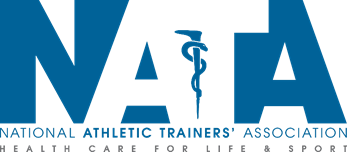 NATA
NATIONAL ATHLETIC TRAINERS' ASSOCIATION
HEALTH CARE FOR LIFE & SPORT